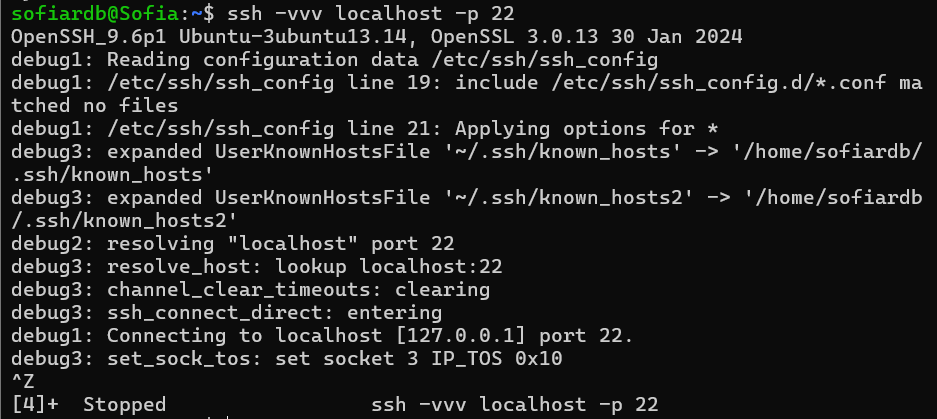 sofiardb@Sofia:~$ ssh -vvv localhost -p 22
OpenSSH_9.6p1 Ubuntu-3ubuntu13.14, OpenSSL 3.0.13 30 Jan 2024
debug1: Reading configuration data /etc/ssh/ssh_config
debug1: /etc/ssh/ssh_config line 19: include /etc/ssh/ssh_config.d/*.conf ma
tched no files
debug1: /etc/ssh/ssh_config line 21: Applying options for *
debug3: expanded UserKnownHostsFile '~/.ssh/known_hosts' -> '/home/sofiardb/
.ssh/known_hosts'
debug3: expanded UserKnownHostsFile '~/.ssh/known_hosts2' -> '/home/sofiardb
/.ssh/known_hosts2'
debug2: resolving "localhost" port 22
debug3: resolve_host: lookup localhost:22
debug3: channel_clear_timeouts: clearing
debug3: ssh_connect_direct: entering
debug1: Connecting to localhost [127.0.0.1] port 22.
debug3: set_sock_tos: set socket 3 IP_TOS 0x10
^Z
[4]+  Stopped                 ssh -vvv localhost -p 22